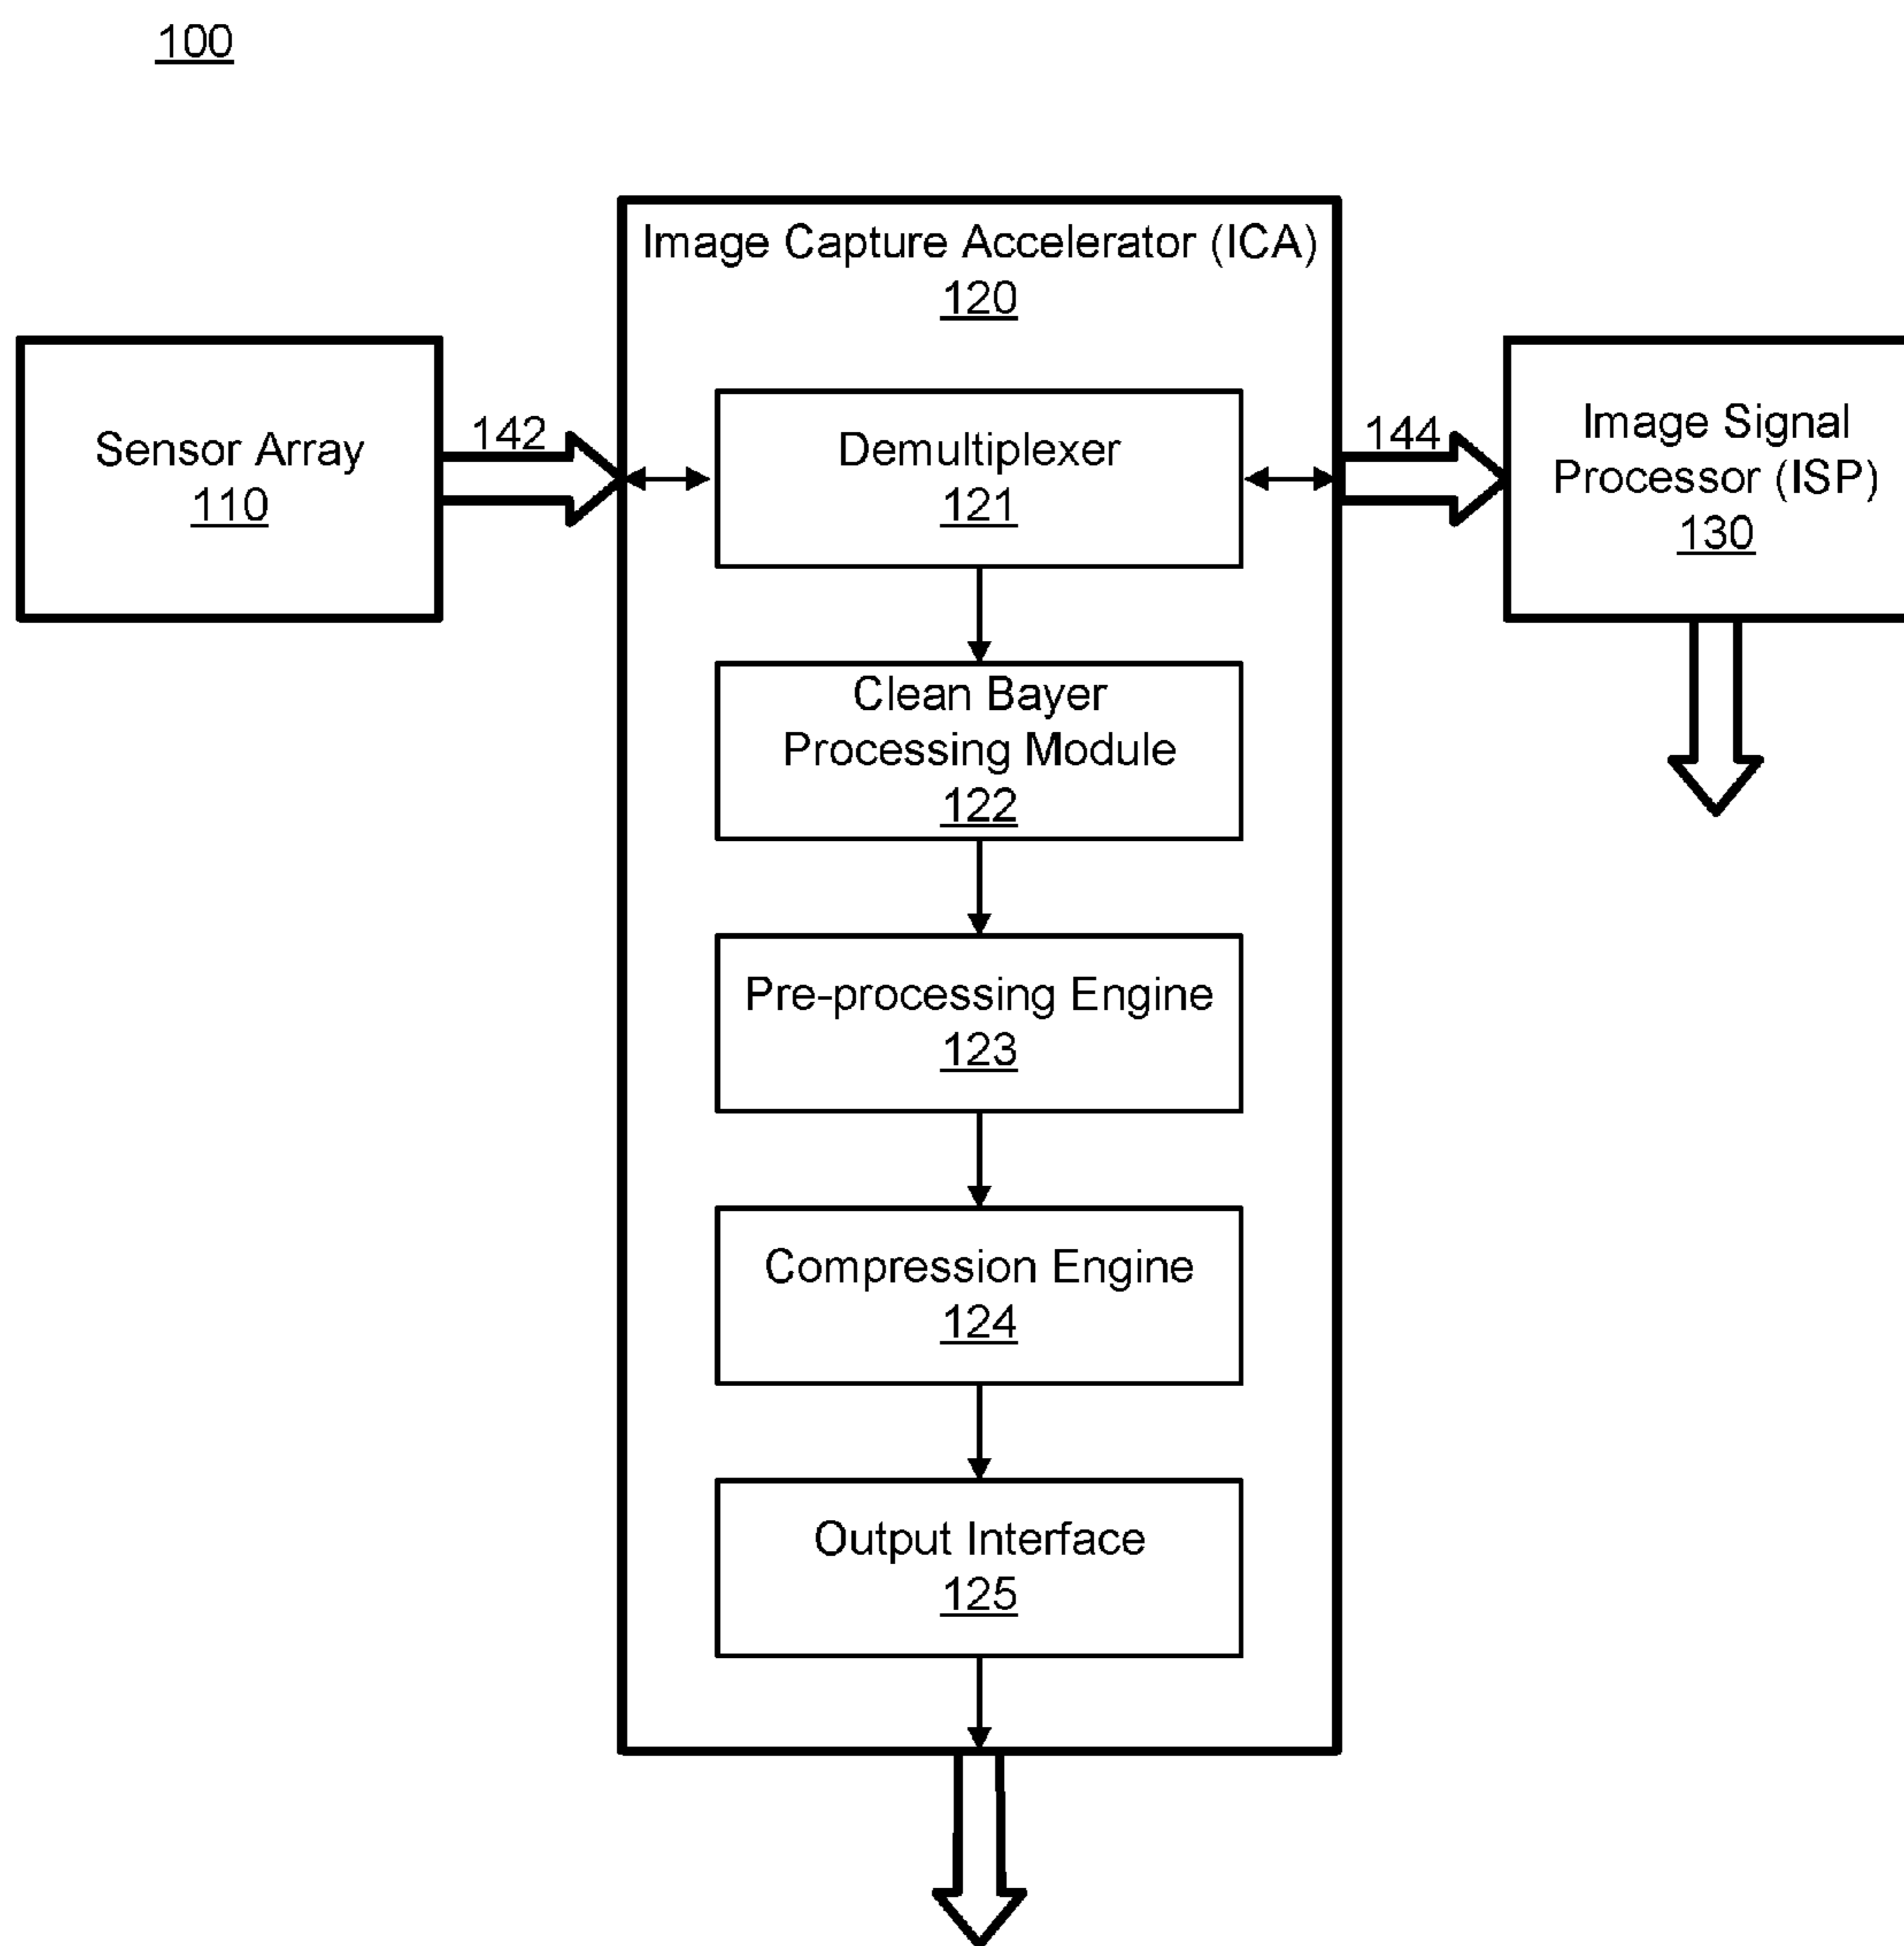 100
Image Capture Accelerator (ICA)
120
Sensor Array
110
142
Demultiplexer
121
144
Image Signal
Processor (ISP)
130
Clean Bayer
Processing Module
122
Pre-processing Engine
123
Compression Engine
124
Output Interface
125